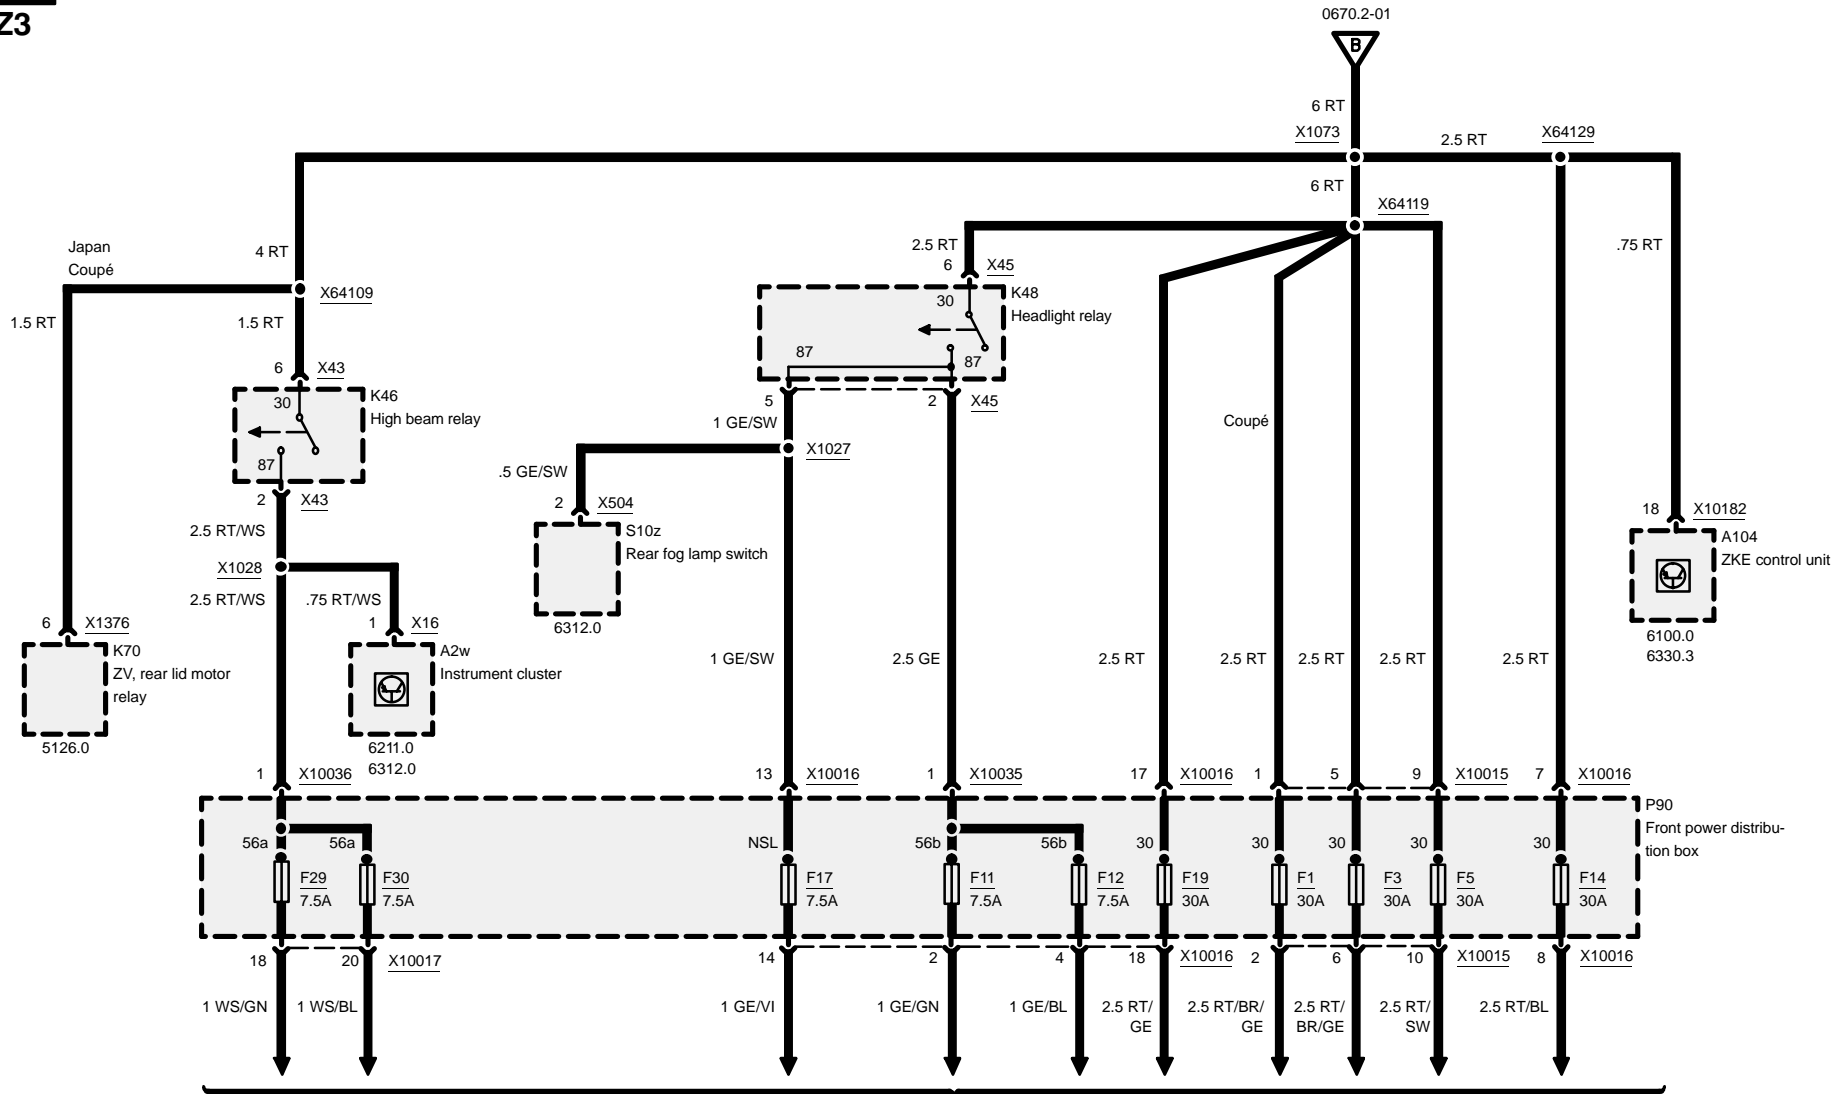 Z3
0670.2-01
B
6 RT
X1073
2.5 RT
X64129
6 RT
X64119
Japan
Coupé
4 RT
2.5 RT
.75 RT
6
X45
X64109
30
K48
Headlight relay
1.5 RT
1.5 RT
87
87
6
X43
5
2
X45
K46
High beam relay
30
87
1 GE/SW
Coupé
X1027
.5 GE/SW
2
X43
2
X504
18
X10182
2.5 RT/WS
S10z
Rear fog lamp switch
A104
ZKE control unit
X1028
2.5 RT/WS
.75 RT/WS
6
X1376
1
X16
6312.0
6100.0
6330.3
K70
ZV, rear lid motor
relay
A2w
Instrument cluster
1 GE/SW
2.5 GE
2.5 RT
2.5 RT
2.5 RT
2.5 RT
2.5 RT
5126.0
6211.0
6312.0
1
X10036
13
X10016
1
X10035
17
X10016
1
5
9
X10015
7
X10016
P90
Front power distribu-
tion box
56a
56a
NSL
56b
56b
30
30
30
30
30
F29
7.5A
F30
7.5A
F17
7.5A
F11
7.5A
F12
7.5A
F19
30A
F1
30A
F3
30A
F5
30A
F14
30A
18
20
X10017
14
2
4
18
X10016
2
6
10
X10015
8
X10016
1 WS/GN
1 WS/BL
1 GE/VI
1 GE/GN
1 GE/BL
2.5 RT/
GE
2.5 RT/BR/
GE
2.5 RT/
BR/GE
2.5 RT/
SW
2.5 RT/BL